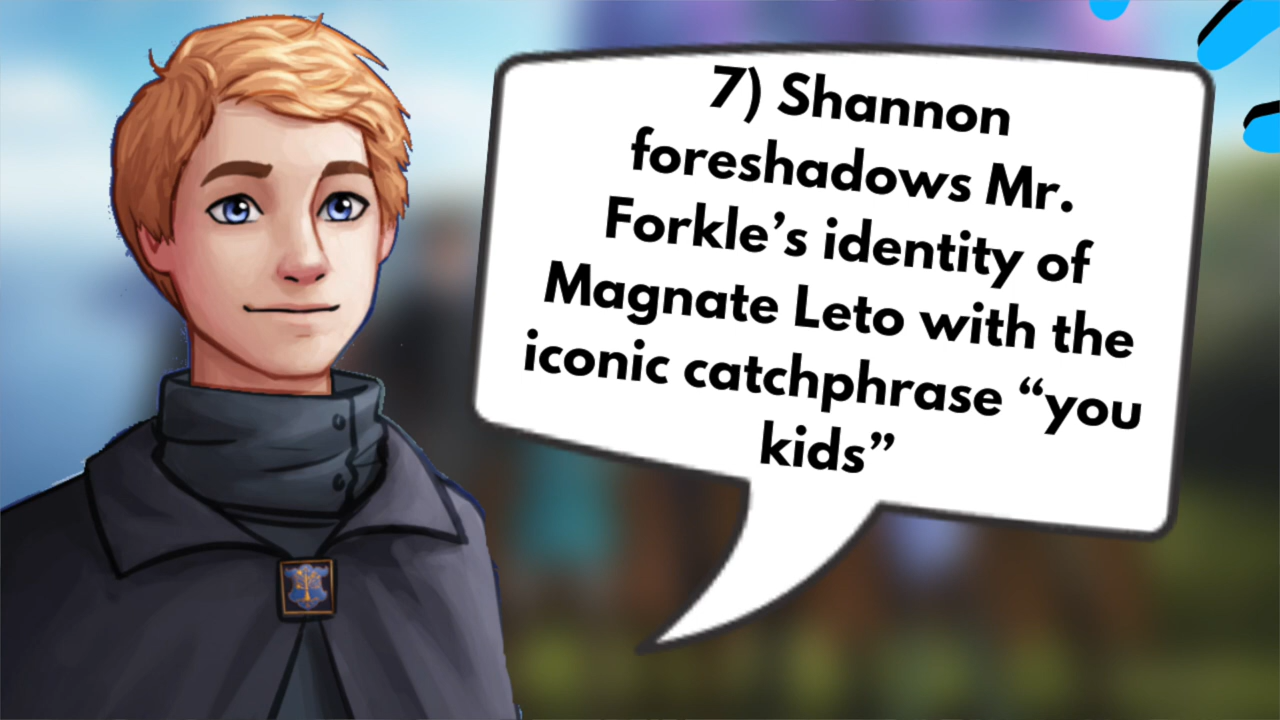 7) Shannon
foreshadows Mr.
Forkle’s identity of
Magnate Leto with the
iconic catchphrase “you
kids”